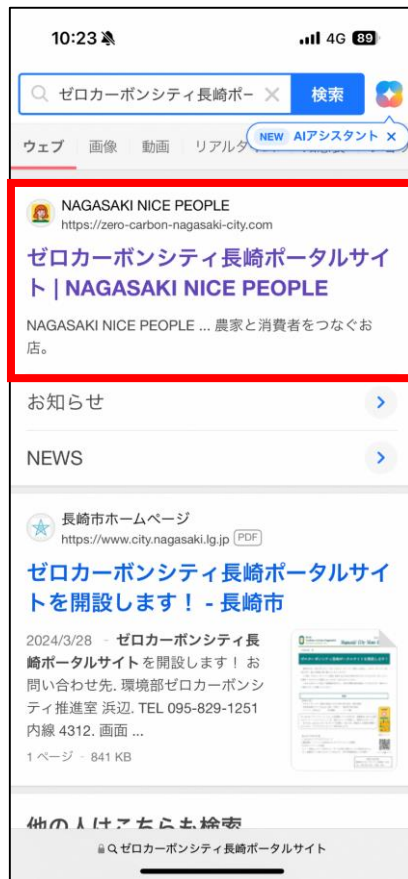 10:23
4G 89
ゼロカーボンシティ長崎ポー
検索
NEW AIアシスタント ×
ウェブ 画像 動画 リアルタ
NAGASAKI NICE PEOPLE
https://zero-carbon-nagasaki-city.com
ゼロカーボンシティ長崎ポータルサイ
ト | NAGASAKI NICE PEOPLE
NAGASAKI NICE PEOPLE ... 農家と消費者をつなぐお
店。
お知らせ
NEWS
長崎市ホームページ
https://www.city.nagasaki.lg.jp PDF
ゼロカーボンシティ長崎ポータルサイ
トを開設します! - 長崎市
2024/3/28 - ゼロカーボンシティ長
崎ポータルサイトを開設します! お
問い合わせ先. 環境部ゼロカーボンシ
ティ推進室 浜辺. TEL 095-829-1251
内線 4312. 画面 ...
1 ページ - 841 KB
他の人はこちらも検索
ゼロカーボンシティ長崎ポータルサイト